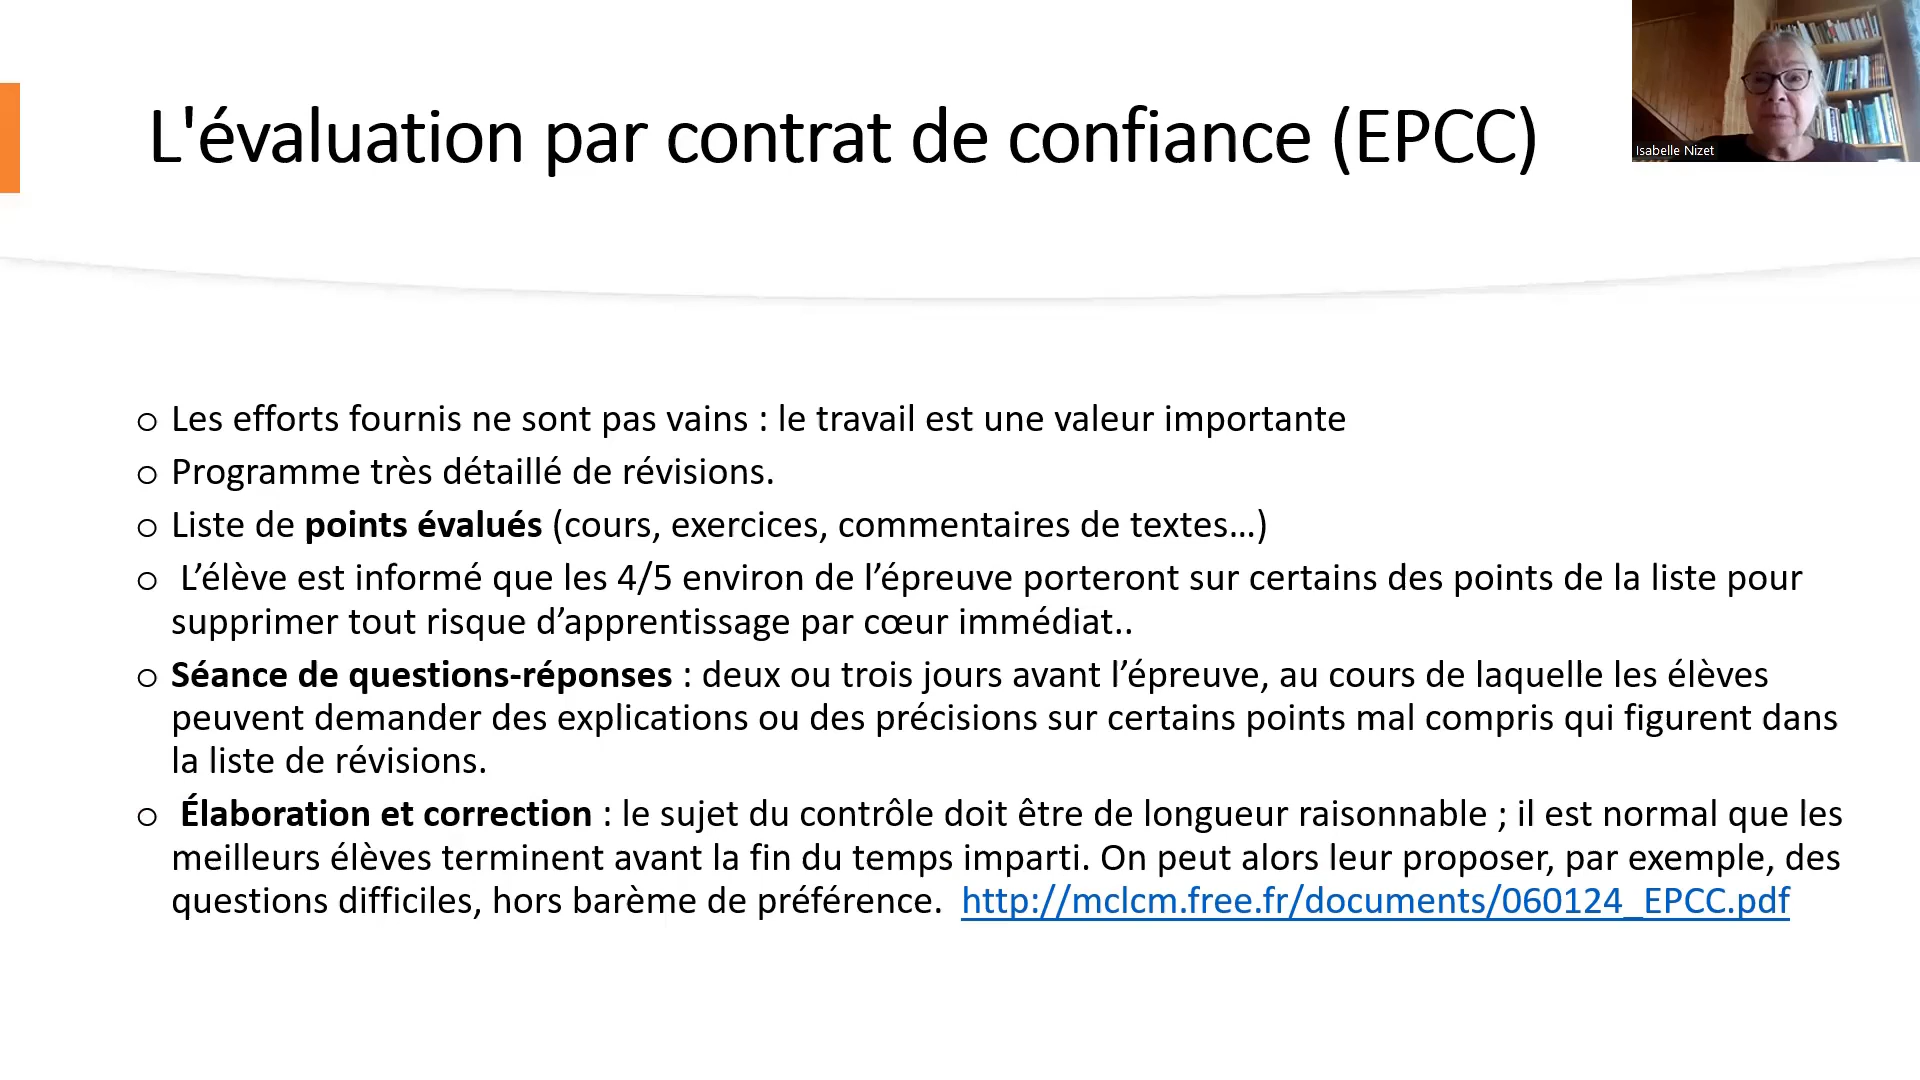 L'évaluation par contrat de confiance (EPCC)
Isabelle Nizet
o Les efforts fournis ne sont pas vains : le travail est une valeur importante
o Programme très détaillé de révisions.
o Liste de points évalués (cours, exercices, commentaires de textes…)
o L’élève est informé que les 4/5 environ de l’épreuve porteront sur certains des points de la liste pour
supprimer tout risque d’apprentissage par cœur immédiat..
o Séance de questions-réponses : deux ou trois jours avant l’épreuve, au cours de laquelle les élèves
peuvent demander des explications ou des précisions sur certains points mal compris qui figurent dans
la liste de révisions.
o Élaboration et correction : le sujet du contrôle doit être de longueur raisonnable ; il est normal que les
meilleurs élèves terminent avant la fin du temps imparti. On peut alors leur proposer, par exemple, des
questions difficiles, hors barème de préférence. http://mclcm.free.fr/documents/060124_EPCC.pdf